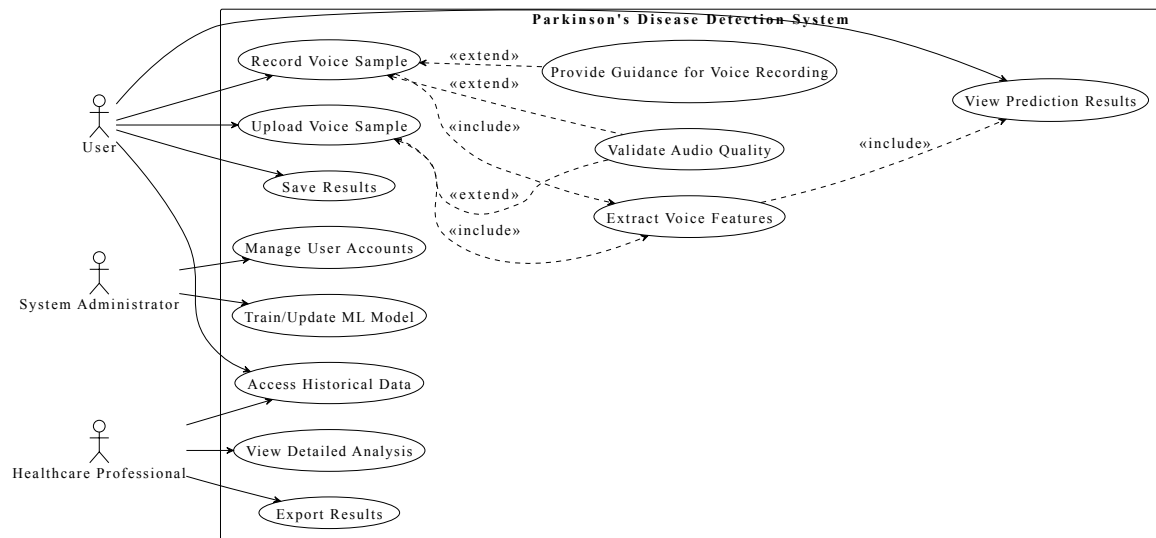 Parkinson's Disease Detection System
Record Voice Sample
«extend»
Provide Guidance for Voice Recording
«extend»
View Prediction Results
User
Upload Voice Sample
«include»
Validate Audio Quality
«include»
Save Results
«extend»
Extract Voice Features
«include»
Manage User Accounts
System Administrator
Train/Update ML Model
Access Historical Data
Healthcare Professional
View Detailed Analysis
Export Results